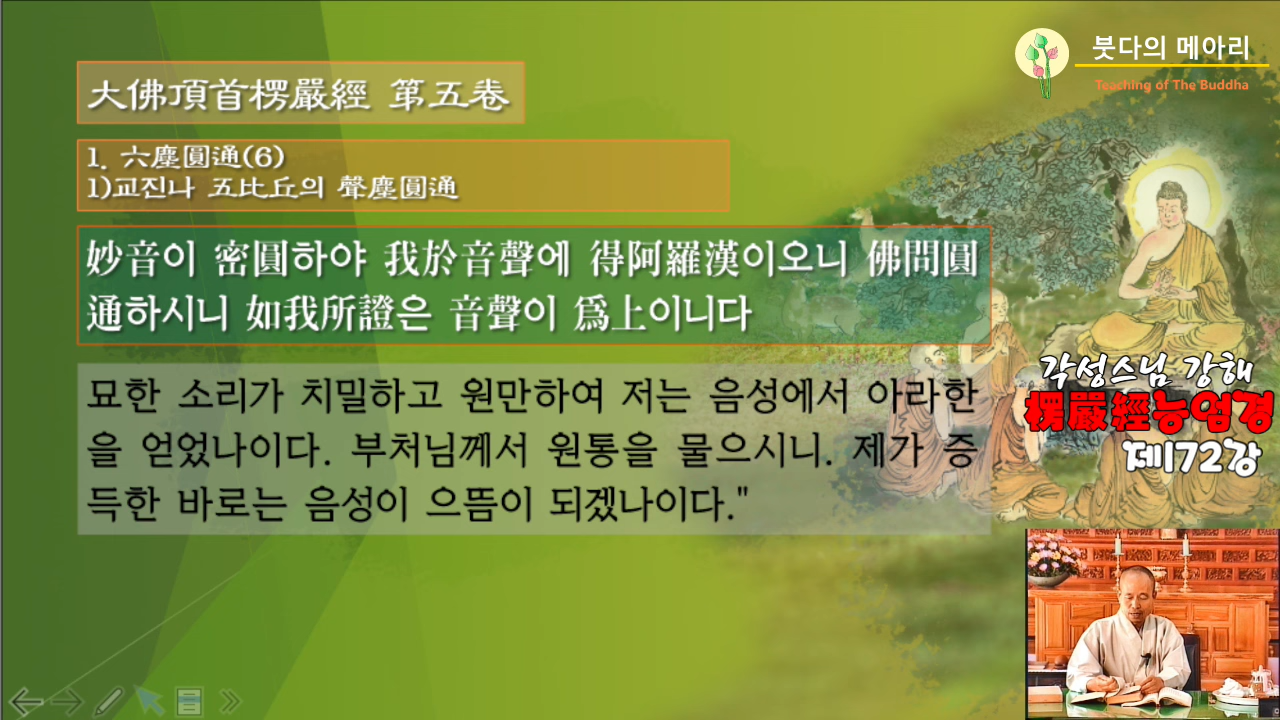 붓다의 메아리
Teaching of The Buddha
大佛頂首楞嚴經 第五卷
1. 六塵圓通(6)
1)교진나 五比丘의 聲塵圓通
妙音이 密圓하야 我於音聲에 得阿羅漢이오니 佛問圓
通하시니 如我所證은 音聲이 爲上이니다
묘한 소리가 치밀하고 원만하여 저는 음성에서 아라한
을 얻었나이다. 부처님께서 원통을 물으시니. 제가 증
득한 바로는 음성이 으뜸이 되겠나이다."
각성스님 강해
楞嚴經능엄경
제172강